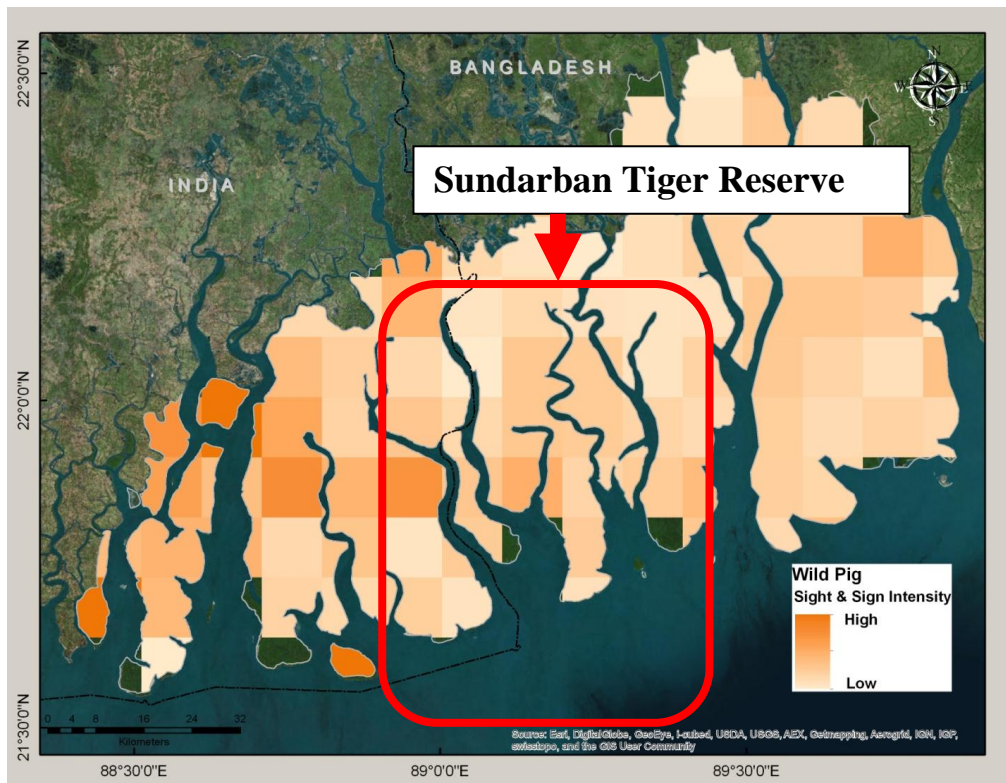 22°30'0"N
BANGLADESH
N
W
E
S
Sundarban Tiger Reserve
INDIA
22°0'0"N
Wild Pig
Sight & Sign Intensity
High
Low
21°30'0"N
0 4 8 16 24 32
Kilometers
Source: Esri, DigitalGlobe, GeoEye, i-cubed, USDA, USGS, AEX, Getmapping, Aerogrid, IGN, IGP,
swisstopo, and the GIS User Community
88°30'0"E
89°0'0"E
89°30'0"E